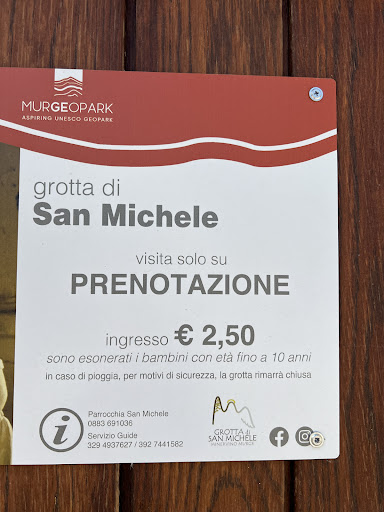 MURGEOPARK
ASPIRING UNESCO GEOPARK
grotta di
San Michele
visita solo su
PRENOTAZIONE
ingresso € 2,50
sono esonerati i bambini con età fino a 10 anni
in caso di pioggia, per motivi di sicurezza, la grotta rimarrà chiusa
Parrocchia San Michele
0883 691036
Servizio Guide
329 4937627 / 392 7441582
GROTTA di
SAN MICHELE
MINERVINO MURGE